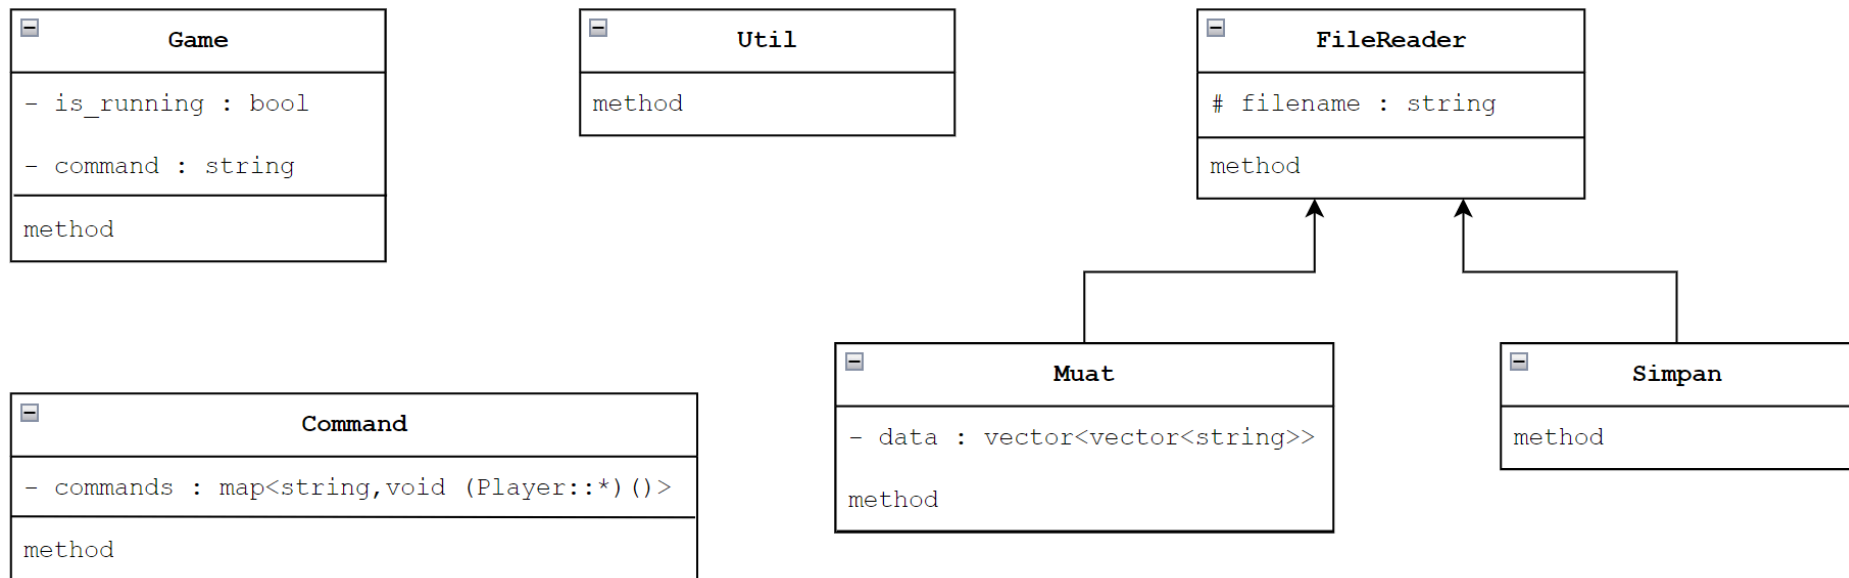 Game
- is_running : bool
- command : string
method
Util
method
FileReader
# filename : string
method
Muat
- data : vector<vector<string>>
method
Simpan
method
Command
- commands : map<string,void (Player::*)()>
method